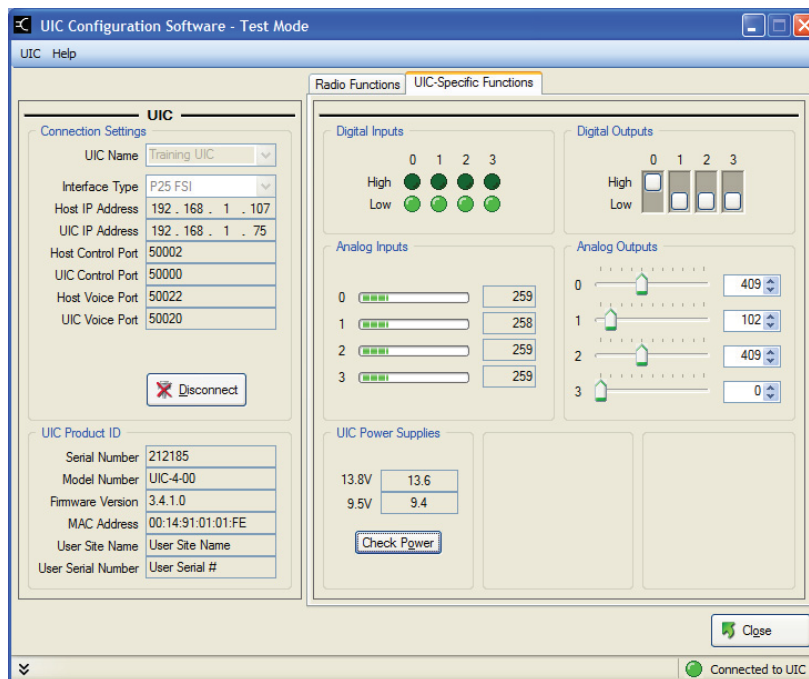 UIC Configuration Software - Test Mode
UIC Help
Radio Functions UIC-Specific Functions
UIC
Connection Settings
UIC Name Training UIC
Interface Type P25 FSI
Host IP Address 192 . 168 . 1 . 107
UIC IP Address 192 . 168 . 1 . 75
Host Control Port 50002
UIC Control Port 50000
Host Voice Port 50022
UIC Voice Port 50020
Disconnect
UIC Product ID
Serial Number 212185
Model Number UIC-4-00
Firmware Version 3.4.1.0
MAC Address 00:14:91:01:01:FE
User Site Name User Site Name
User Serial Number User Serial #
Digital Inputs
0 1 2 3
High
Low
Digital Outputs
0 1 2 3
High
Low
Analog Inputs
0 259
1 258
2 259
3 259
Analog Outputs
0 409
1 102
2 409
3 0
UIC Power Supplies
13.8V 13.6
9.5V 9.4
Check Power
Close
Connected to UIC